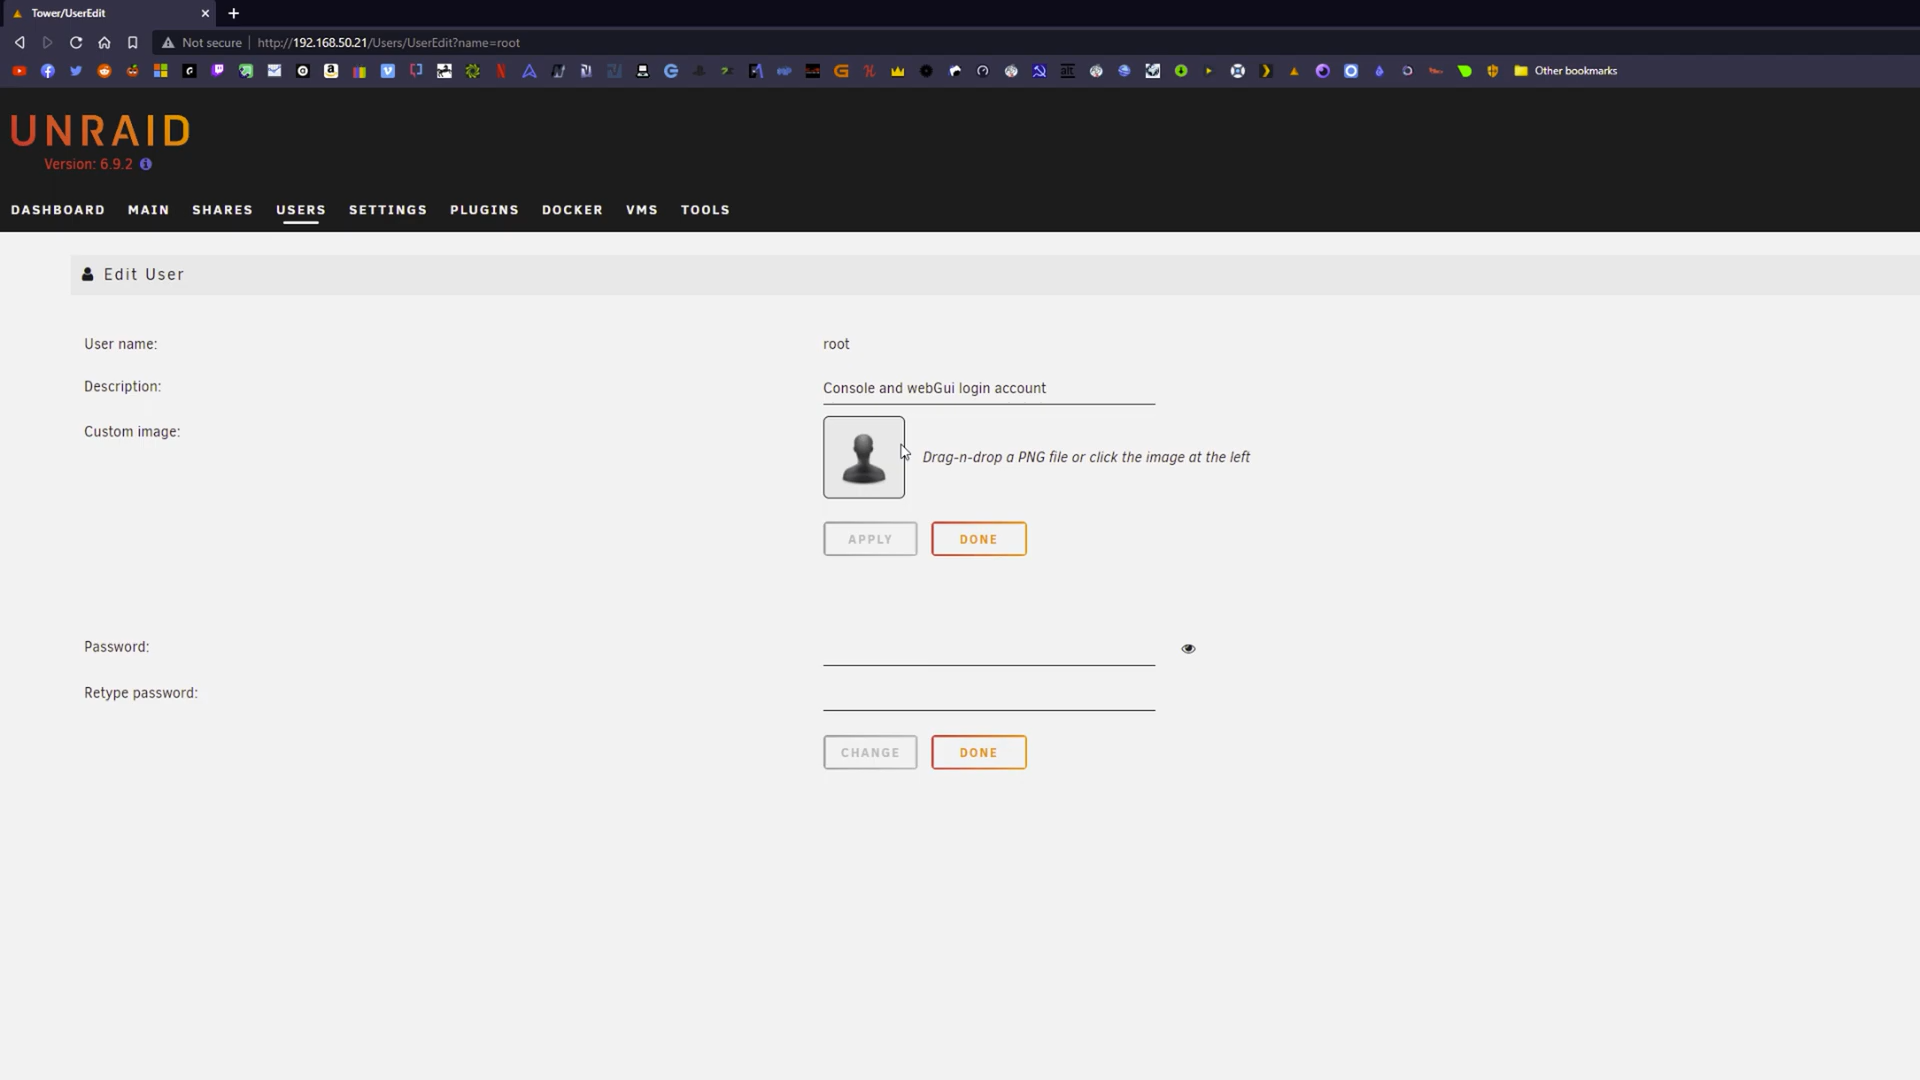 Tower/UserEdit
Not secure
http://192.168.50.21/Users/UserEdit?name=root
Other bookmarks
UNRAID
Version: 6.9.2
DASHBOARD MAIN SHARES USERS SETTINGS PLUGINS DOCKER VMS TOOLS
Edit User
User name: root
Description: Console and webGui login account
Custom image:
Drag-n-drop a PNG file or click the image at the left
APPLY DONE
Password:
Retype password:
CHANGE DONE